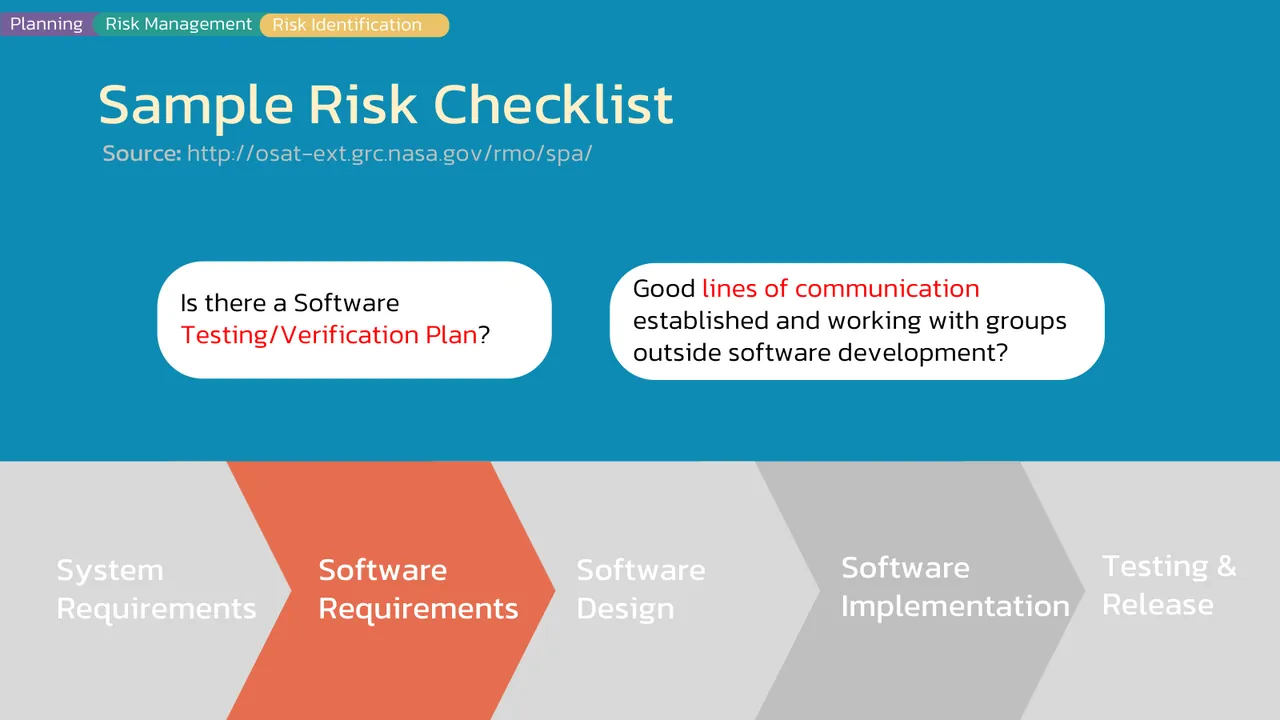 Planning Risk Management Risk Identification
Sample Risk Checklist
Source: http://osat-ext.grc.nasa.gov/rmo/spa/
Is there a Software
Testing/Verification Plan?
Good lines of communication
established and working with groups
outside software development?
System
Requirements
Software
Requirements
Software
Design
Software
Implementation
Testing &
Release